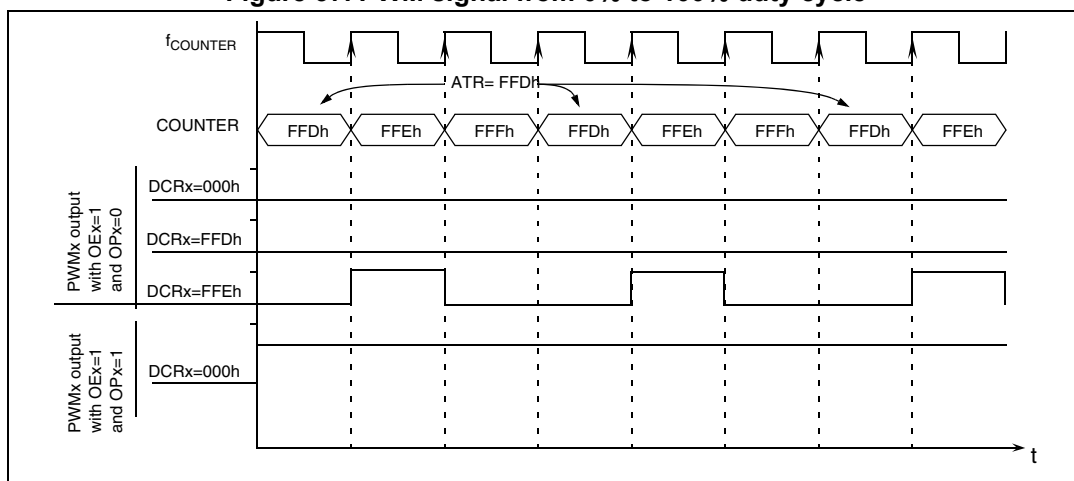 Figure PWM signal from 0% to 100% duty cycle
fCOUNTER
ATR= FFDh
COUNTER
FFDh FFEh FFFh FFDh FFEh FFFh FFDh FFEh
PWMx output
with OEx=1
and OPx=0
DCRx=000h
DCRx=FFDh
DCRx=FFEh
PWMx output
with OEx=1
and OPx=1
DCRx=000h
t